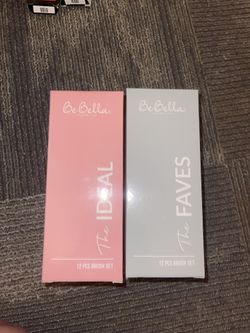 BeBella
The IDEAL
12 PCS BRUSH SET
BeBella
The FAVES
12 PCS BRUSH SET